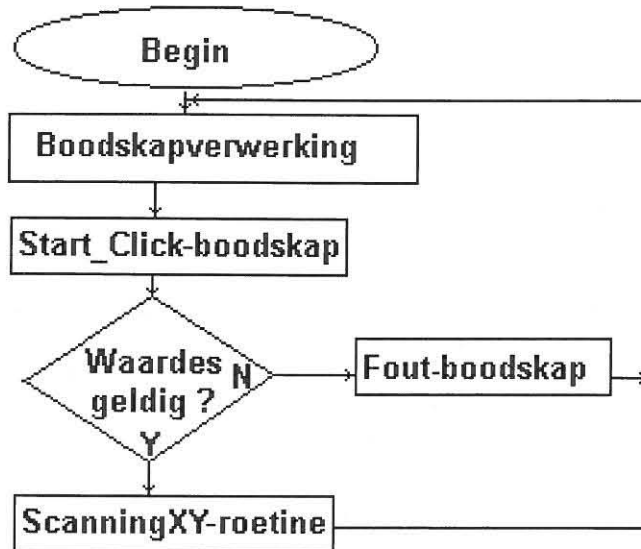 Begin
Boodskapverwerking
Start_Click-boodskap
Waardes
geldig ?
N
Fout-boodskap
Y
ScanningXY-roetine